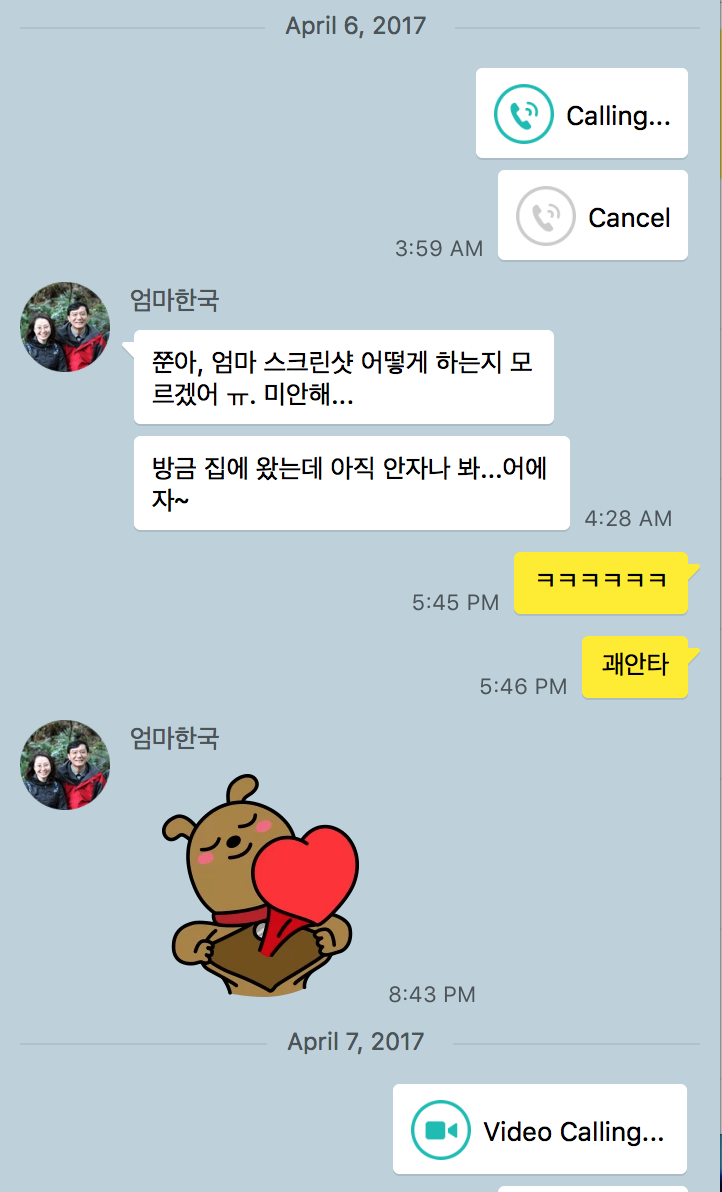 April 6, 2017
Calling...
Cancel
3:59 AM
엄마한국
쭌아, 엄마 스크린샷 어떻게 하는지 모
르겠어 ㅠ. 미안해...
방금 집에 왔는데 아직 안자나 봐...어에
자~
4:28 AM
ㅋㅋㅋㅋㅋㅋ
5:45 PM
괘안타
5:46 PM
엄마한국
8:43 PM
April 7, 2017
Video Calling...